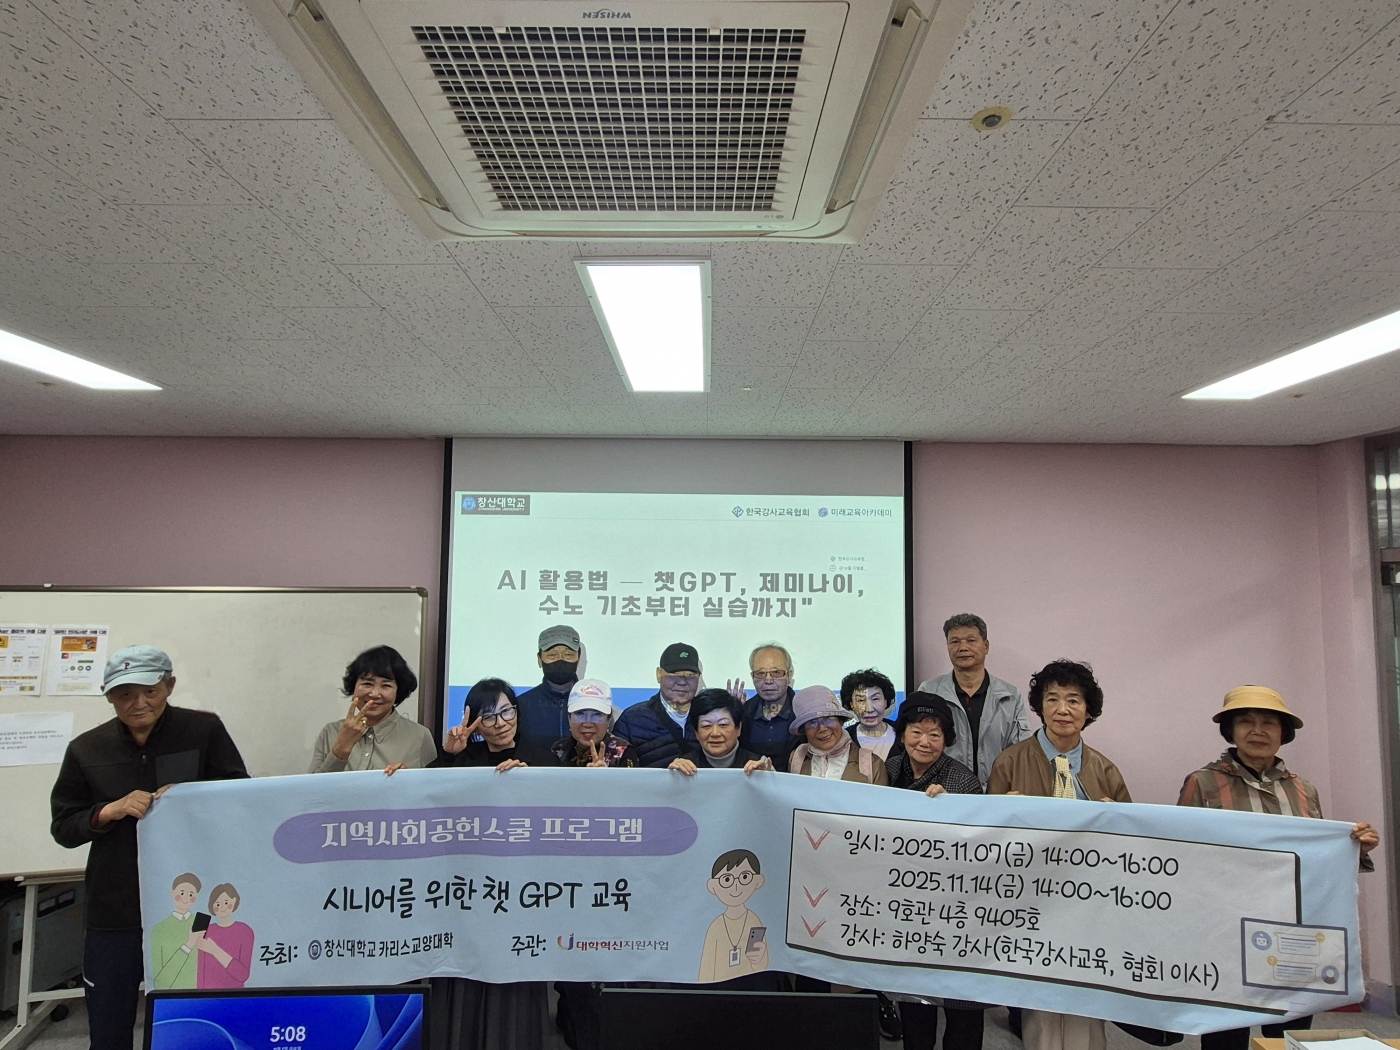 WHISEN
창신대학교
CHANGSHIN UNIVERSITY
한국강사교육협회 미래교육아카데미
AI 활용법 — 챗GPT, 제미나이,
수노 기초부터 실습까지"
지역사회공헌스쿨 프로그램
시니어를 위한 챗 GPT 교육
주최: 창신대학교 카리스교양대학
주관: 대학혁신지원사업
일시: 2025.11.07(금) 14:00~16:00
2025.11.14(금) 14:00~16:00
장소: 9호관 4층 9405호
강사: 하양숙 강사(한국강사교육, 협회 이사)
5:08